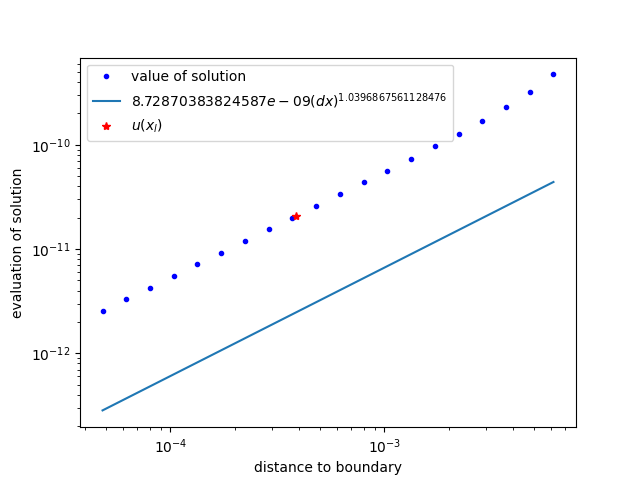 value of solution
8.72870383824587e − 09(dx)^1.0396867561128476
u(x_l)
10^−10
10^−11
10^−12
evaluation of solution
10^−4
10^−3
distance to boundary